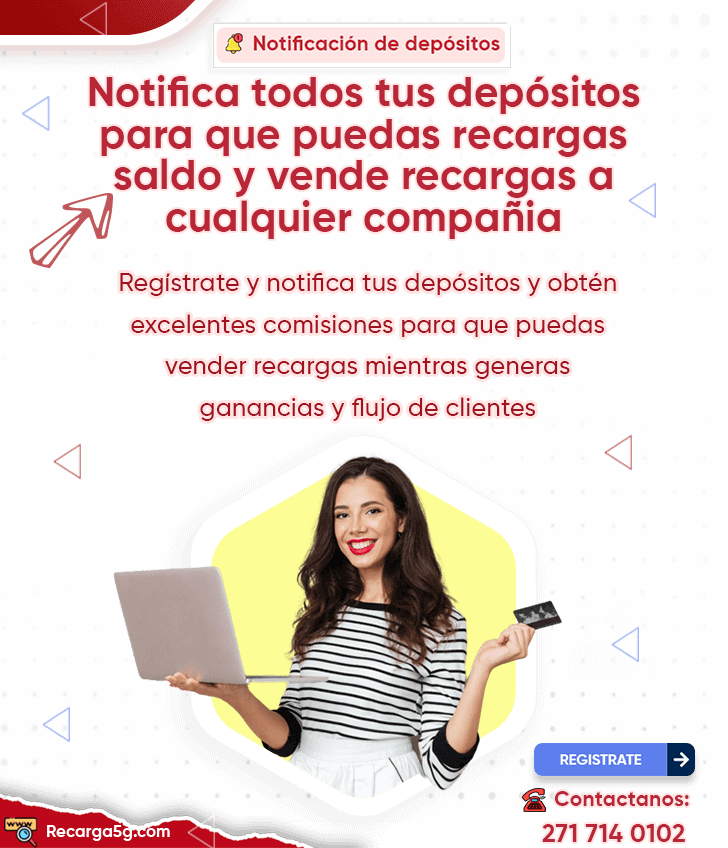 Notificación de depósitos
Notifica todos tus depósitos
para que puedas recargas
saldo y vende recargas a
cualquier compañia
Regístrate y notifica tus depósitos y obtén
excelentes comisiones para que puedas
vender recargas mientras generas
ganancias y flujo de clientes
REGISTRATE
Contactanos:
271 714 0102
www
Recarga5g.com